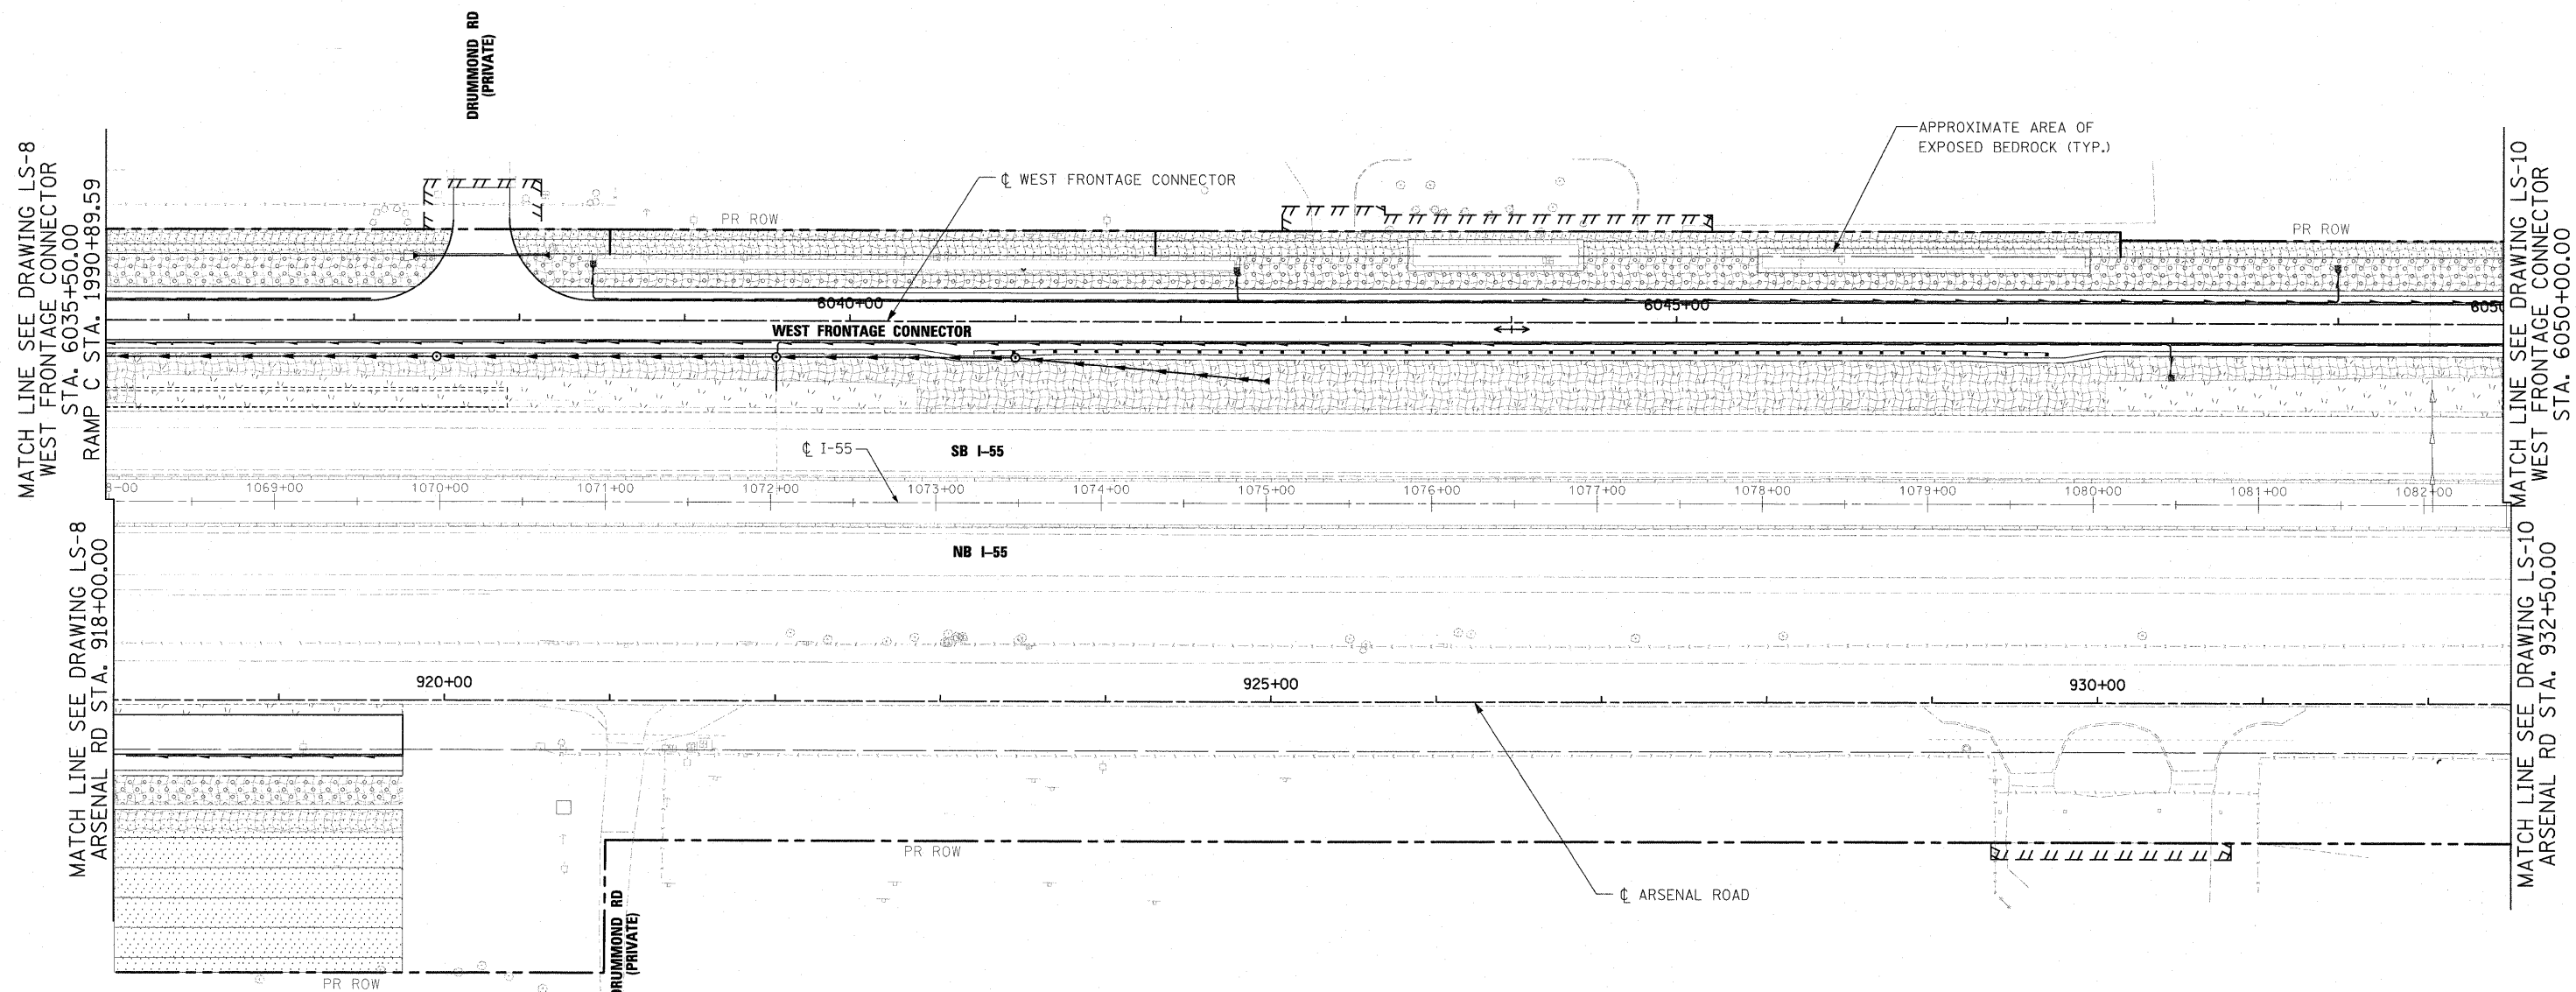 DRUMMOND RD
(PRIVATE)
MATCH LINE SEE DRAWING LS-8
WEST FRONTAGE CONNECTOR
STA. 6035+50.00
RAMP C STA. 1990+89.59
APPROXIMATE AREA OF
EXPOSED BEDROCK (TYP.)
℄ WEST FRONTAGE CONNECTOR
PR ROW
PR ROW
6040+00
6045+00
6050
WEST FRONTAGE CONNECTOR
MATCH LINE SEE DRAWING LS-10
WEST FRONTAGE CONNECTOR
STA. 6050+00.00
℄ I-55
SB I-55
8+00
1069+00
1070+00
1071+00
1072+00
1073+00
1074+00
1075+00
1076+00
1077+00
1078+00
1079+00
1080+00
1081+00
1082+00
NB I-55
MATCH LINE SEE DRAWING LS-8
ARSENAL RD STA. 918+00.00
920+00
925+00
930+00
MATCH LINE SEE DRAWING LS-10
ARSENAL RD STA. 932+50.00
PR ROW
℄ ARSENAL ROAD
DRUMMOND RD
(PRIVATE)
PR ROW